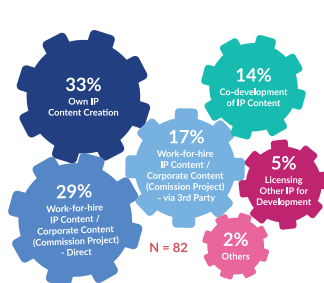 33%
Own IP
Content Creation
14%
Co-development
of IP Content
17%
Work-for-hire
IP Content /
Corporate Content
(Comission Project)
– via 3rd Party
5%
Licensing
Other IP for
Development
29%
Work-for-hire
IP Content /
Corporate Content
(Commission Project)
- Direct
2%
Others
N = 82